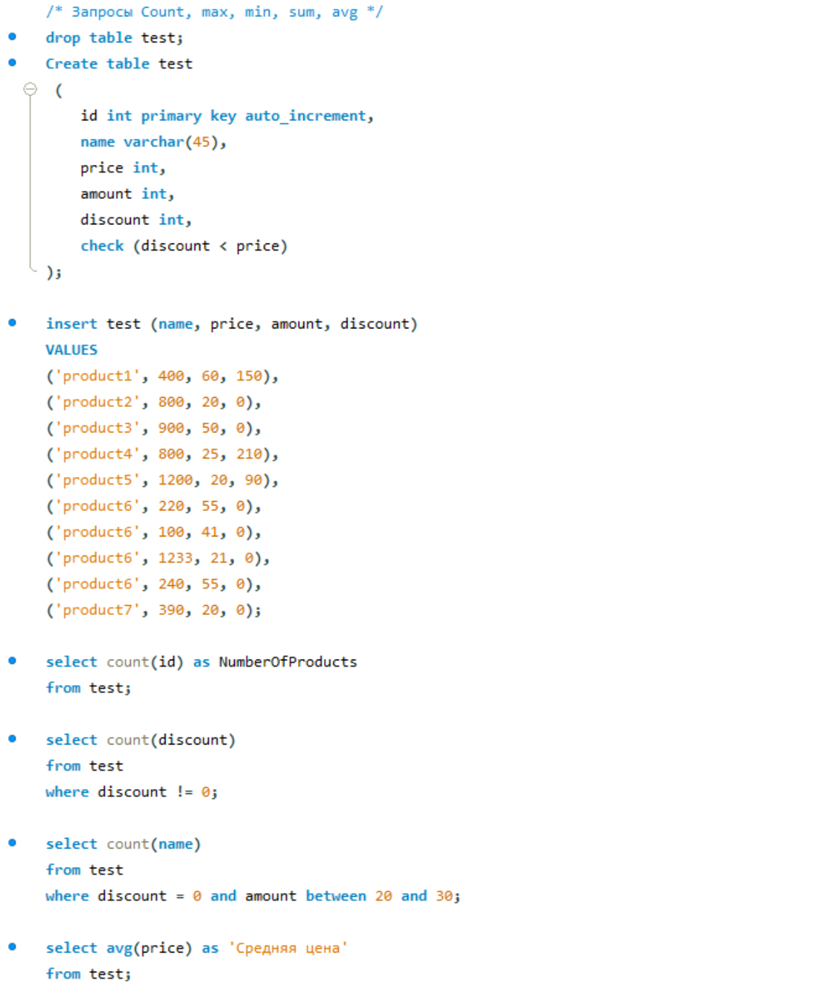 /* Запросы Count, max, min, sum, avg */
drop table test;
Create table test
(
id int primary key auto_increment,
name varchar(45),
price int,
amount int,
discount int,
check (discount < price)
);
insert test (name, price, amount, discount)
VALUES
('product1', 400, 60, 150),
('product2', 800, 20, 0),
('product3', 900, 50, 0),
('product4', 800, 25, 210),
('product5', 1200, 20, 90),
('product6', 220, 55, 0),
('product6', 100, 41, 0),
('product6', 1233, 21, 0),
('product6', 240, 55, 0),
('product7', 390, 20, 0);
select count(id) as NumberOfProducts
from test;
select count(discount)
from test
where discount != 0;
select count(name)
from test
where discount = 0 and amount between 20 and 30;
select avg(price) as 'Средняя цена'
from test;